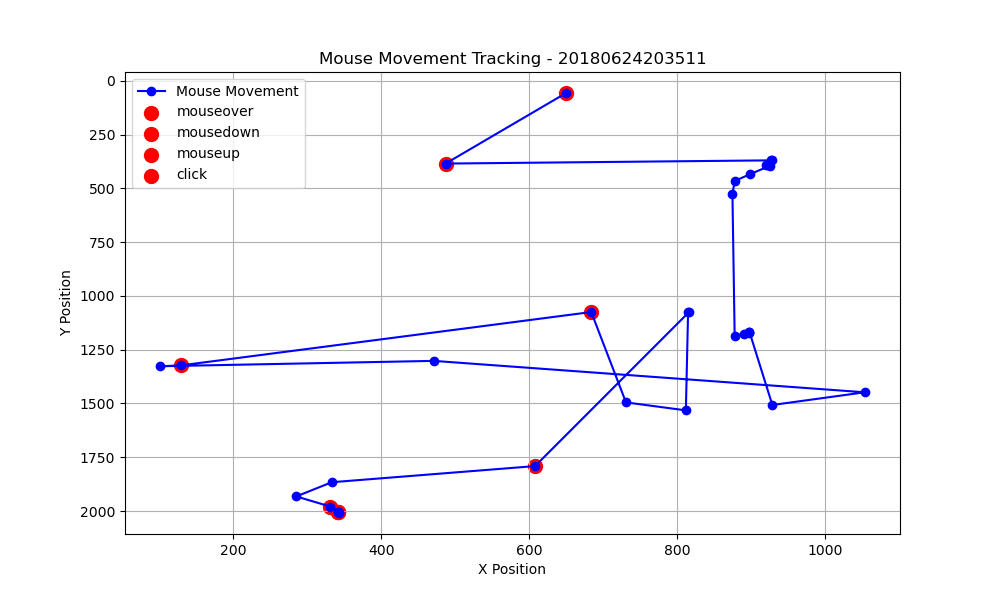 Mouse Movement Tracking - 20180624203511
Mouse Movement
mouseover
mousedown
mouseup
click
0
250
500
750
1000
1250
1500
1750
2000
Y Position
200 400 600 800 1000
X Position